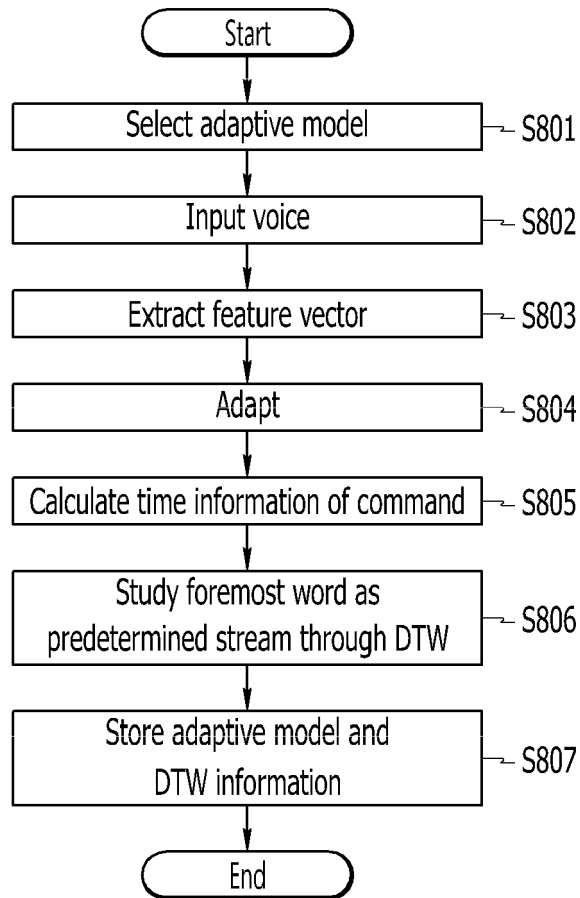 Start
Select adaptive model
S801
Input voice
S802
Extract feature vector
S803
Adapt
S804
Calculate time information of command
S805
Study foremost word as
predetermined stream through DTW
S806
Store adaptive model and
DTW information
S807
End